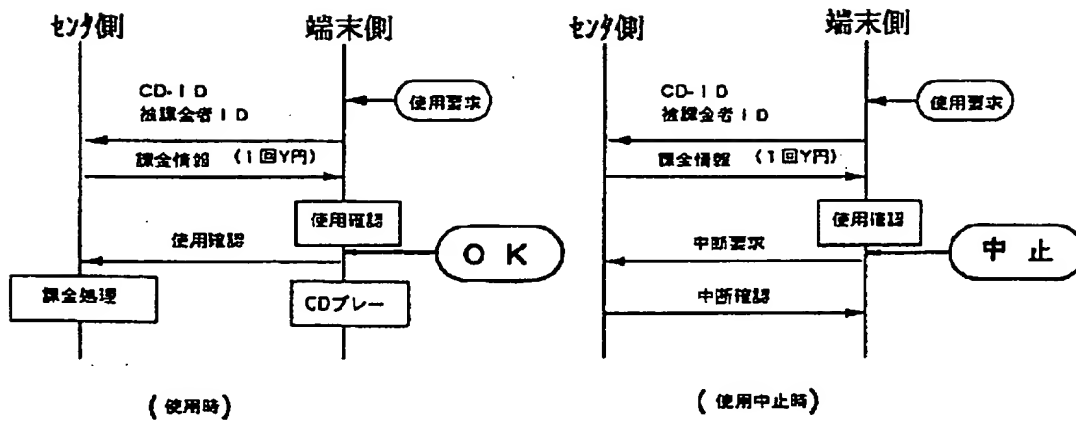 センタ側
端末側
使用要求
CD-ID
被課金者ID
課金情報 (1回Y円)
使用確認
使用確認
OK
課金処理
CDプレー
(使用時)
センタ側
端末側
使用要求
CD-ID
被課金者ID
課金情報 (1回Y円)
使用確認
中断要求
中止
中断確認
(使用中止時)